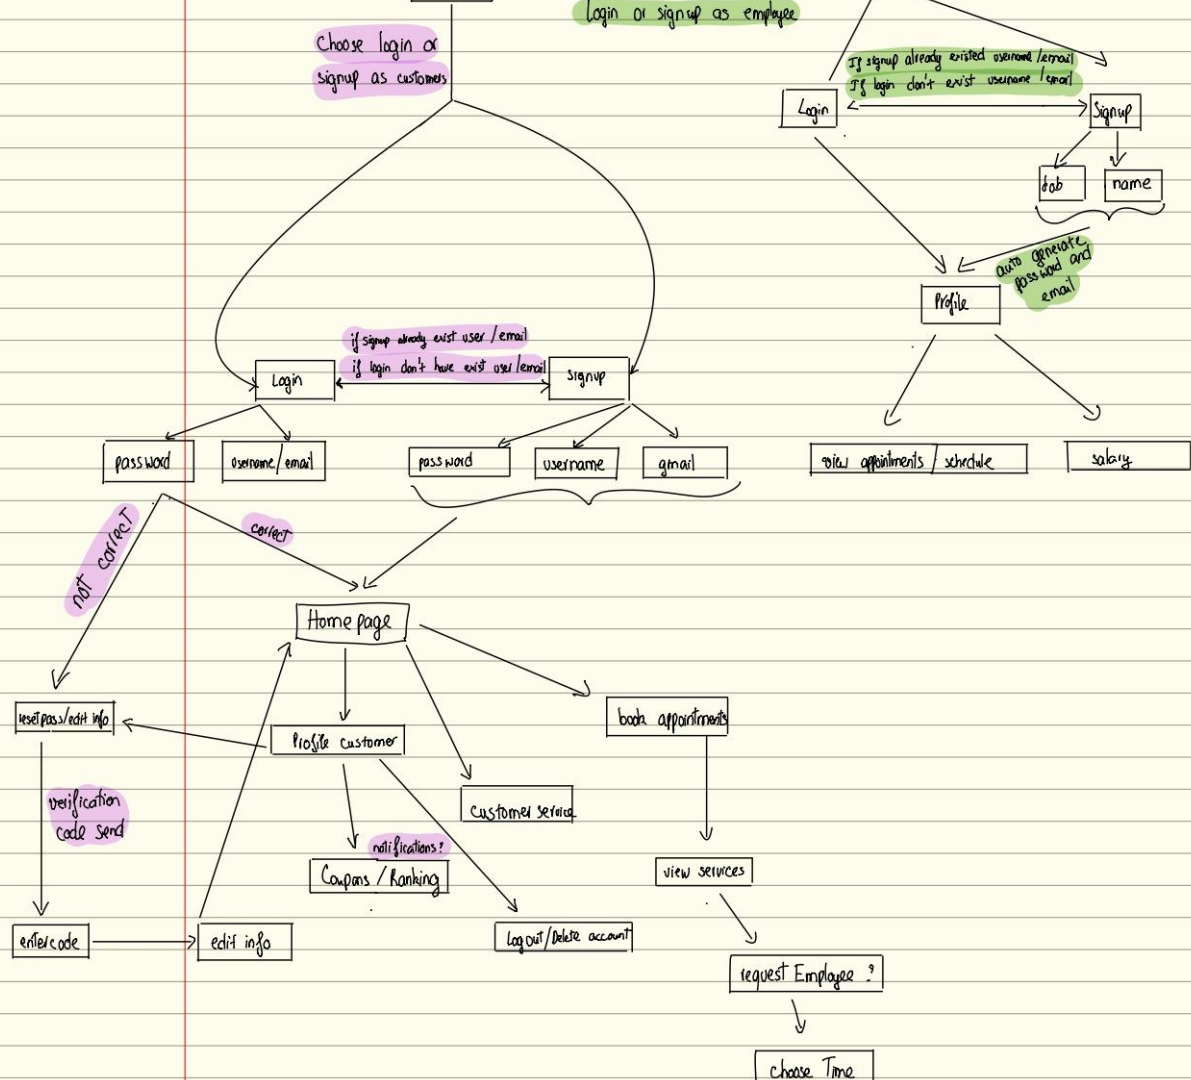 Login or signup as employee
Choose login or
signup as customers
If signup already existed username/email
If login don't exist username/email
Login
Signup
dob
name
auto generate
password and
email
Profile
if signup already exist user/email
if login don't have exist user/email
Login
Signup
password
username/email
password
username
gmail
view appointments/schedule
salary
not correct
correct
Home page
reset pass/edit info
Profile customer
book appointments
verification
code send
Customer service
notifications?
Coupons/Ranking
view services
enter code
edit info
Logout/Delete account
request Employee?
choose Time